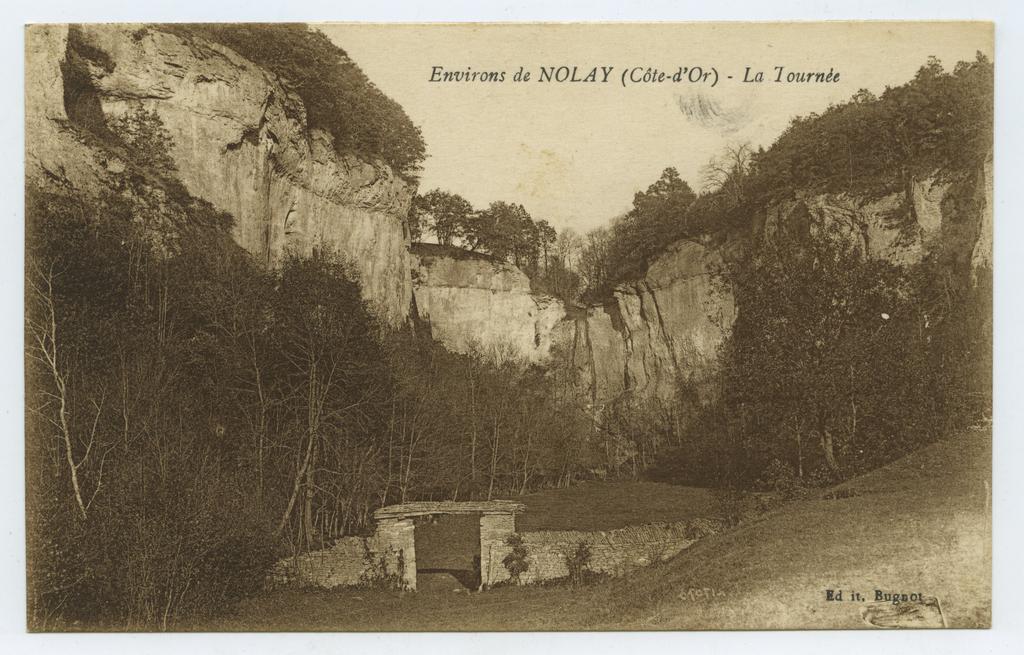 Environs de NOLAY (Côte-d'Or) - La Tournée
Ed it. Bugnot